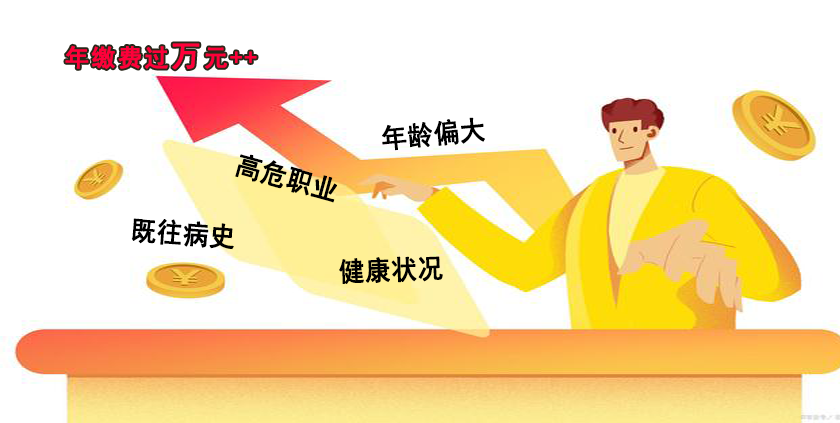 年缴费过万元++
年龄偏大
高危职业
既往病史
健康状况